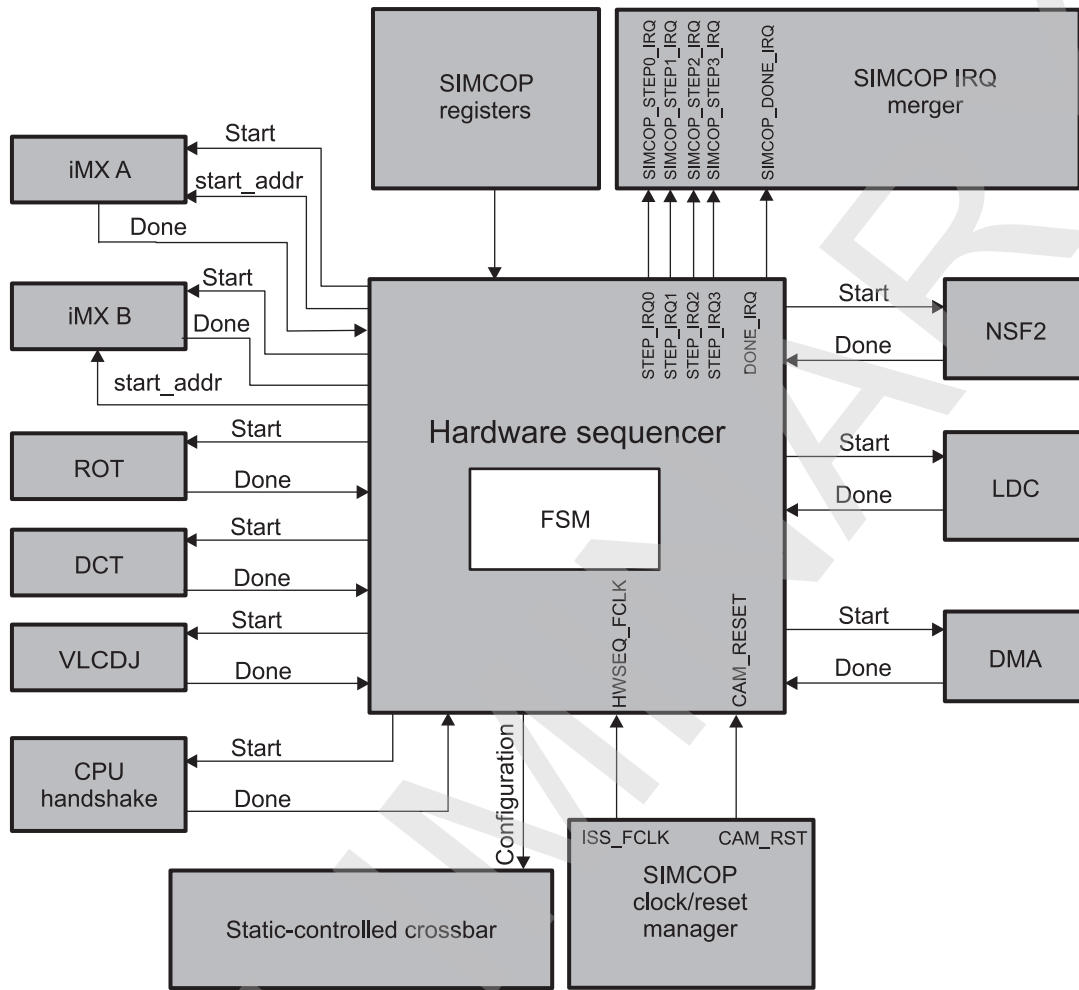 SIMCOP
registers
SIMCOP_STEP0_IRQ
SIMCOP_STEP1_IRQ
SIMCOP_STEP2_IRQ
SIMCOP_STEP3_IRQ
SIMCOP_DONE_IRQ
SIMCOP IRQ
merger
iMX A
Start
start_addr
Done
iMX B
Start
Done
start_addr
ROT
Start
Done
DCT
Start
Done
VLCDJ
Start
Done
CPU
handshake
Start
Done
STEP_IRQ0
STEP_IRQ1
STEP_IRQ2
STEP_IRQ3
DONE_IRQ
Hardware sequencer
FSM
HWSEQ_FCLK
CAM_RESET
Start
Done
NSF2
Start
Done
LDC
Start
Done
DMA
Configuration
Static-controlled crossbar
ISS_FCLK
CAM_RST
SIMCOP
clock/reset
manager